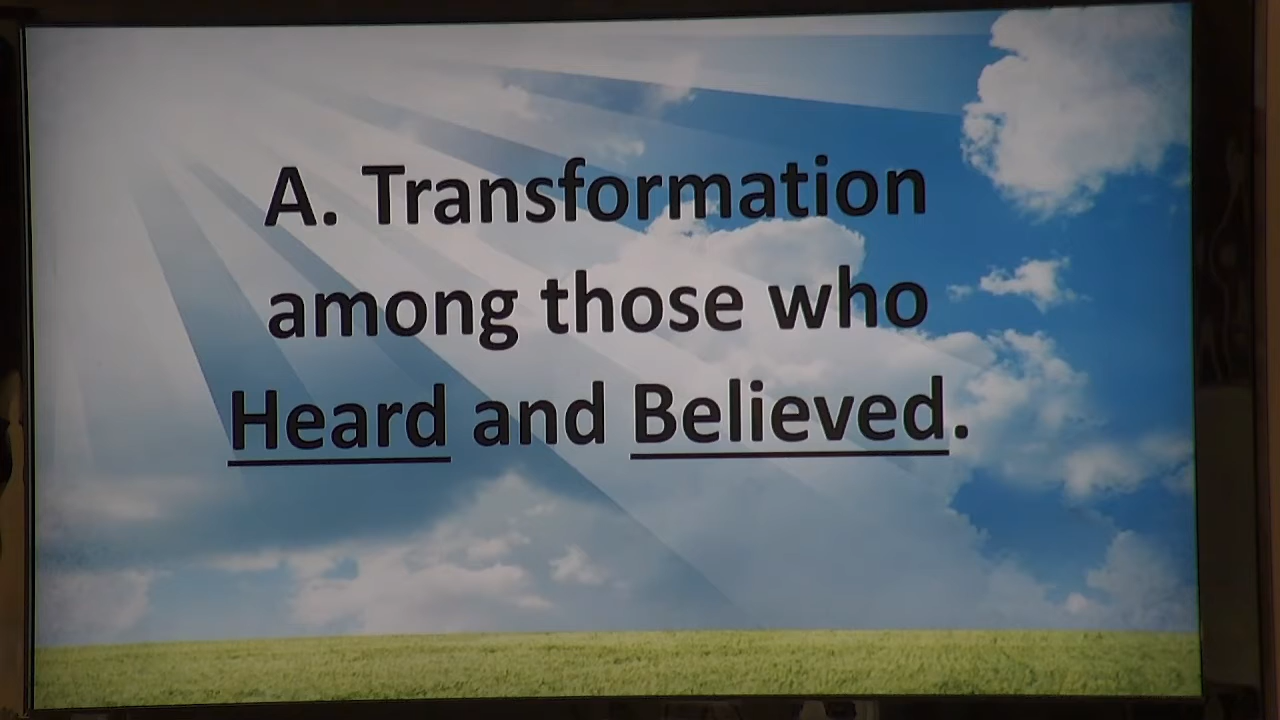 A. Transformation
among those who
Heard and Believed.